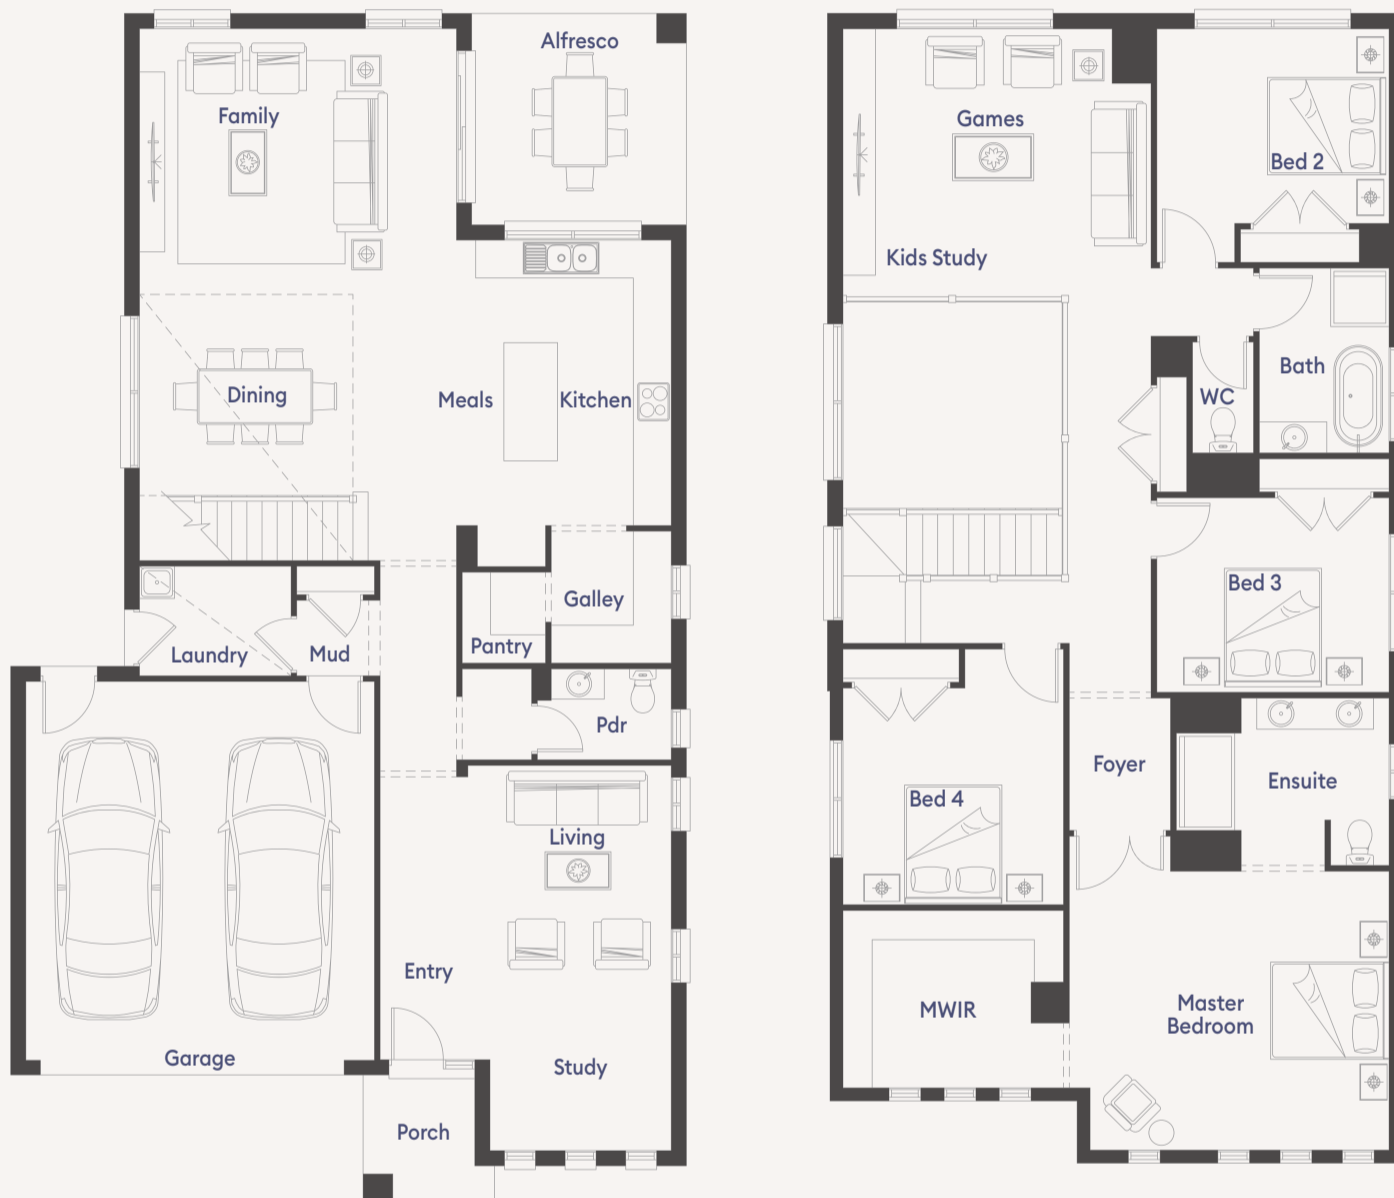 Alfresco
Family
Dining
Meals
Kitchen
Galley
Pantry
Laundry
Mud
Pdr
Living
Entry
Study
Garage
Porch
Games
Bed 2
Kids Study
Bath
WC
Bed 3
Foyer
Ensuite
Bed 4
MWIR
Master
Bedroom